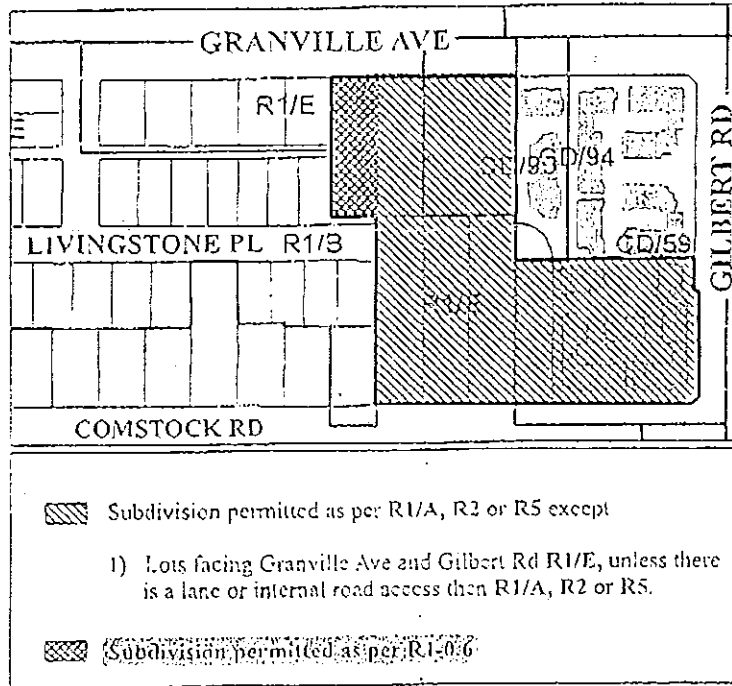 GRANVILLE AVE
R1/E
CD/94
CD/59
GILBERT RD
LIVINGSTONE PL R1/B
COMSTOCK RD
Subdivision permitted as per R1/A, R2 or R5 except
1) Lots facing Granville Ave and Gilbert Rd R1/E, unless there
is a lane or internal road access then R1/A, R2 or R5.
Subdivision permitted as per R1-0.6